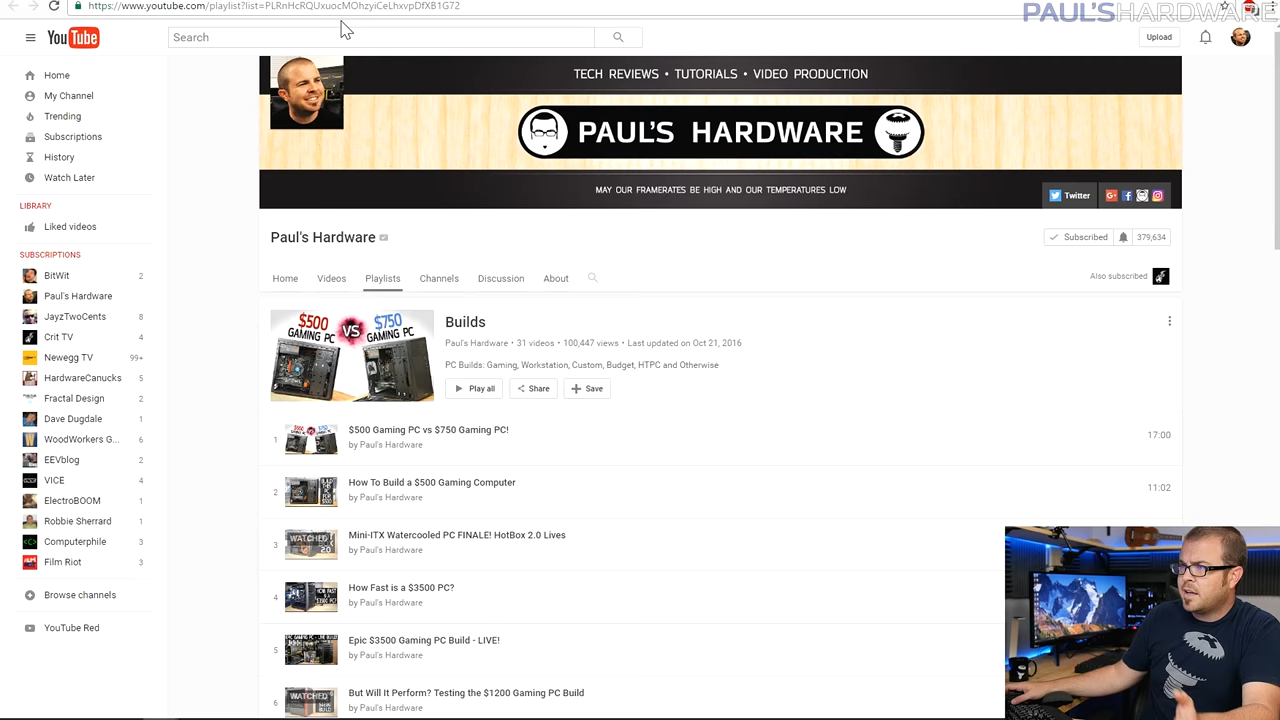 https://www.youtube.com/playlist?list=PLRnHcRQUxuocMOhzyiCeLhxvpDfXB1G72
PAUL'SHARDWARE
YouTube
Search
Upload
Home
My Channel
Trending
Subscriptions
History
Watch Later
LIBRARY
Liked videos
SUBSCRIPTIONS
BitWit 2
Paul's Hardware
JayzTwoCents 8
Crit TV 4
Newegg TV 99+
HardwareCanucks 5
Fractal Design 2
Dave Dugdale 1
WoodWorkers G... 6
EEVblog 2
VICE 4
ElectroBOOM 1
Robbie Sherrard 1
Computerphile 3
Film Riot 3
Browse channels
YouTube Red
TECH REVIEWS • TUTORIALS • VIDEO PRODUCTION
PAUL'S HARDWARE
MAY OUR FRAMERATES BE HIGH AND OUR TEMPERATURES LOW
Twitter
Paul's Hardware
Subscribed 379,634
Home Videos Playlists Channels Discussion About
Also subscribed
$500 GAMING PC VS $750 GAMING PC
Builds
Paul's Hardware • 31 videos • 100,447 views • Last updated on Oct 21, 2016
PC Builds: Gaming, Workstation, Custom, Budget, HTPC and Otherwise
Play all Share Save
1 $500 Gaming PC vs $750 Gaming PC! 17:00
by Paul's Hardware
2 How To Build a $500 Gaming Computer 11:02
by Paul's Hardware
WATCHED
3 Mini-ITX Watercooled PC FINALE! HotBox 2.0 Lives
by Paul's Hardware
4 How Fast is a $3500 PC?
by Paul's Hardware
5 Epic $3500 Gaming PC Build - LIVE!
by Paul's Hardware
WATCHED
6 But Will It Perform? Testing the $1200 Gaming PC Build
by Paul's Hardware